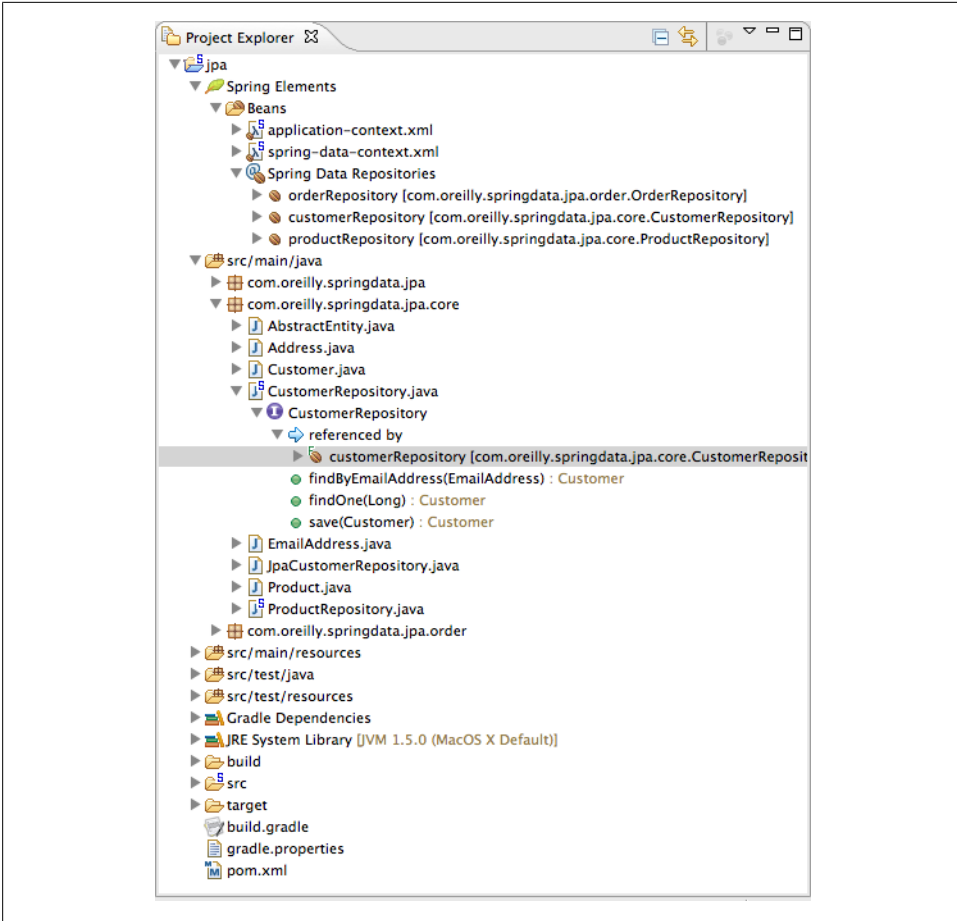 Project Explorer
jpa
Spring Elements
Beans
application-context.xml
spring-data-context.xml
Spring Data Repositories
orderRepository [com.oreilly.springdata.jpa.order.OrderRepository]
customerRepository [com.oreilly.springdata.jpa.core.CustomerRepository]
productRepository [com.oreilly.springdata.jpa.core.ProductRepository]
src/main/java
com.oreilly.springdata.jpa
com.oreilly.springdata.jpa.core
AbstractEntity.java
Address.java
Customer.java
CustomerRepository.java
CustomerRepository
referenced by
customerRepository [com.oreilly.springdata.jpa.core.CustomerReposit
findByEmailAddress(EmailAddress) : Customer
findOne(Long) : Customer
save(Customer) : Customer
EmailAddress.java
JpaCustomerRepository.java
Product.java
ProductRepository.java
com.oreilly.springdata.jpa.order
src/main/resources
src/test/java
src/test/resources
Gradle Dependencies
JRE System Library [JVM 1.5.0 (MacOS X Default)]
build
src
target
build.gradle
gradle.properties
pom.xml